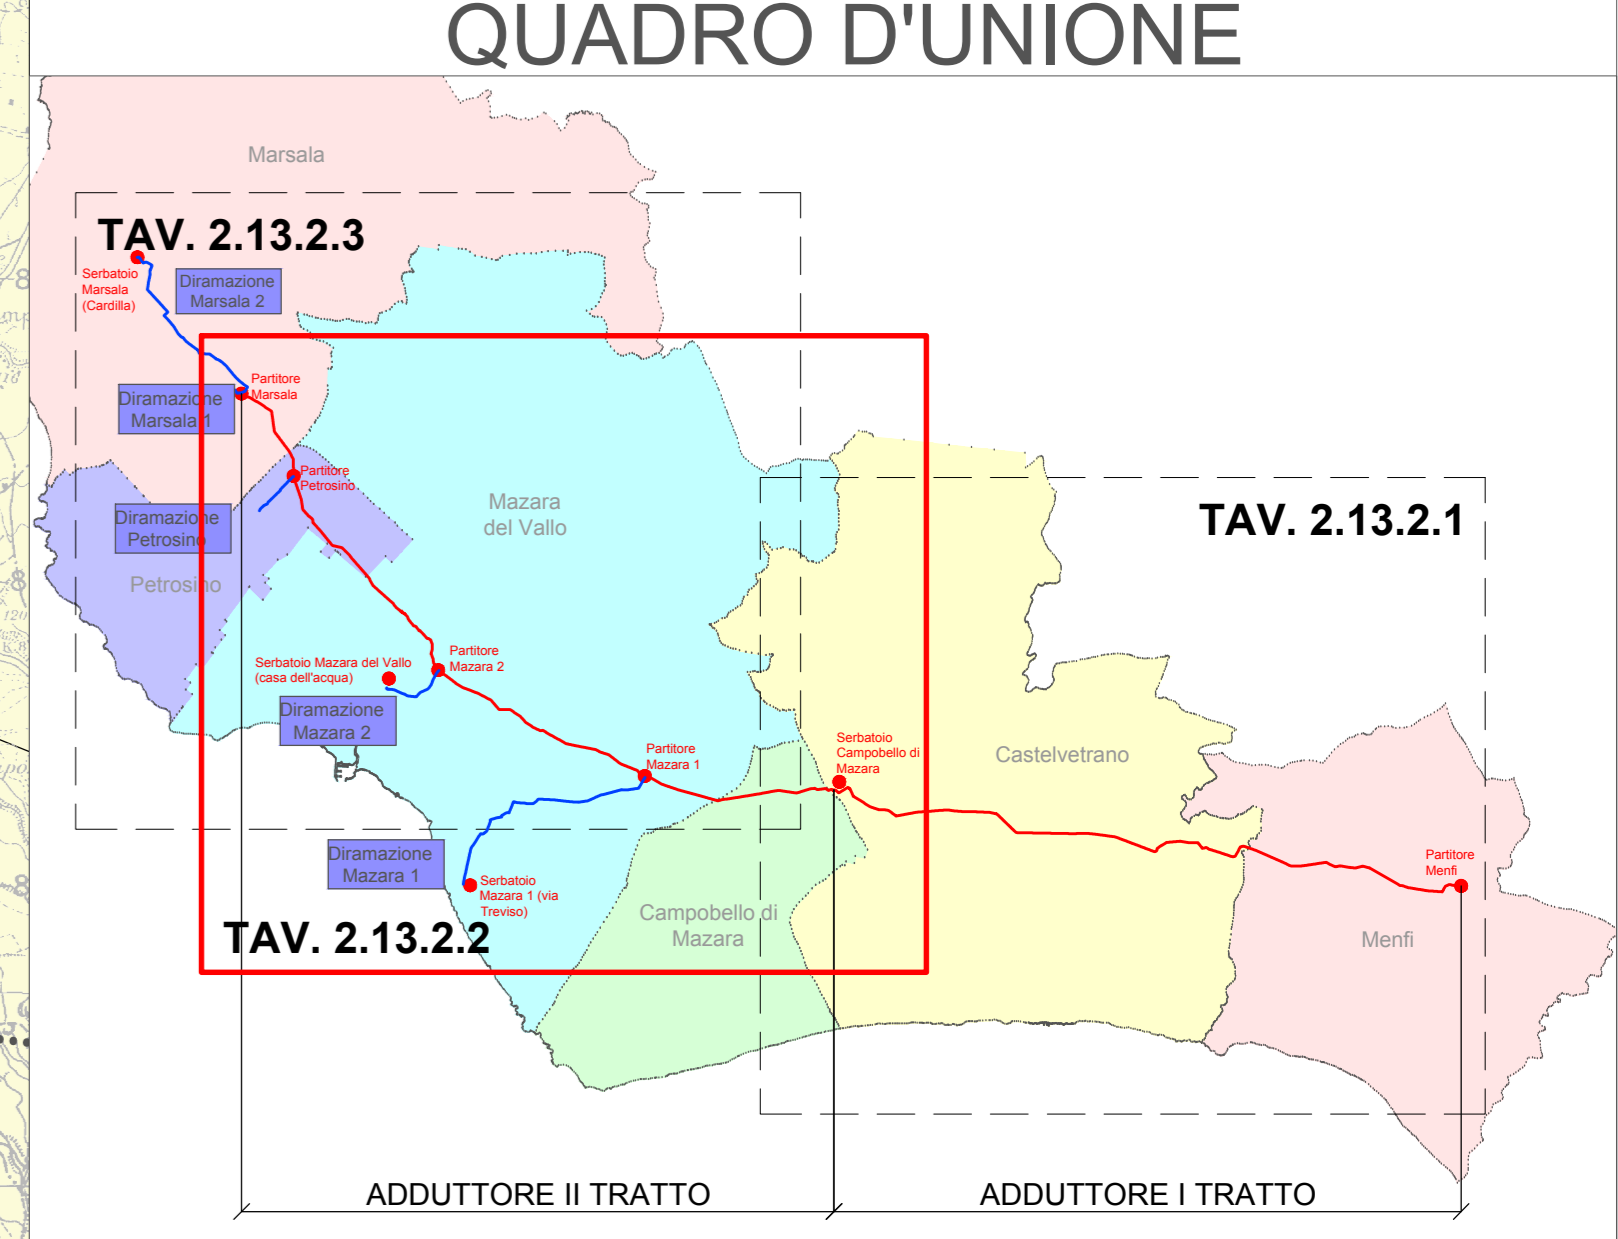 QUADRO D'UNIONE
Marsala
TAV. 2.13.2.3
Serbatoio
Marsala
(Cardilla)
Diramazione
Marsala 2
Partitore
Marsala
Diramazione
Marsala 1
Partitore
Petrosino
Diramazione
Petrosino
Petrosino
Mazara
del Vallo
TAV. 2.13.2.1
Serbatoio Mazara del Vallo
(casa dell'acqua)
Partitore
Mazara 2
Diramazione
Mazara 2
Partitore
Mazara 1
Serbatoio
Campobello di
Mazara
Castelvetrano
Diramazione
Mazara 1
Serbatoio
Mazara 1 (via
Treviso)
Partitore
Menfi
TAV. 2.13.2.2
Campobello di
Mazara
Menfi
ADDUTTORE II TRATTO
ADDUTTORE I TRATTO